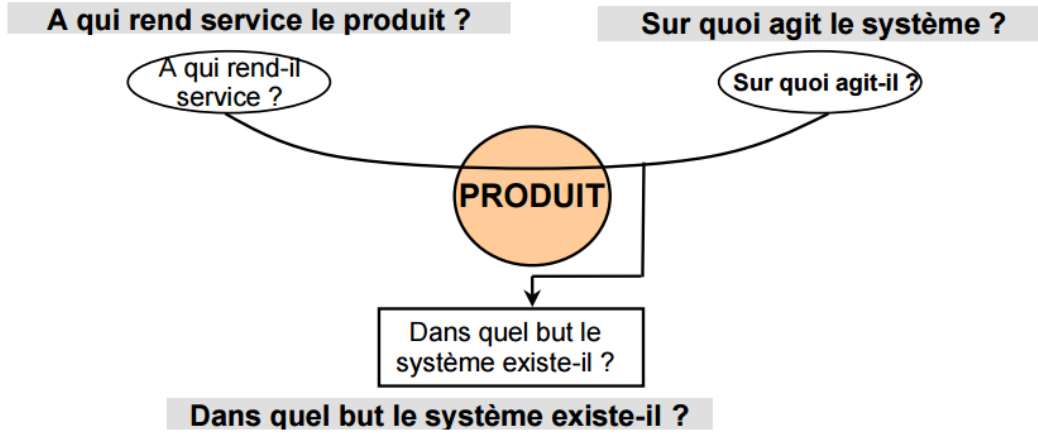 A qui rend service le produit ?
Sur quoi agit le système ?
A qui rend-il
service ?
Sur quoi agit-il ?
PRODUIT
Dans quel but le
système existe-il ?
Dans quel but le système existe-il ?